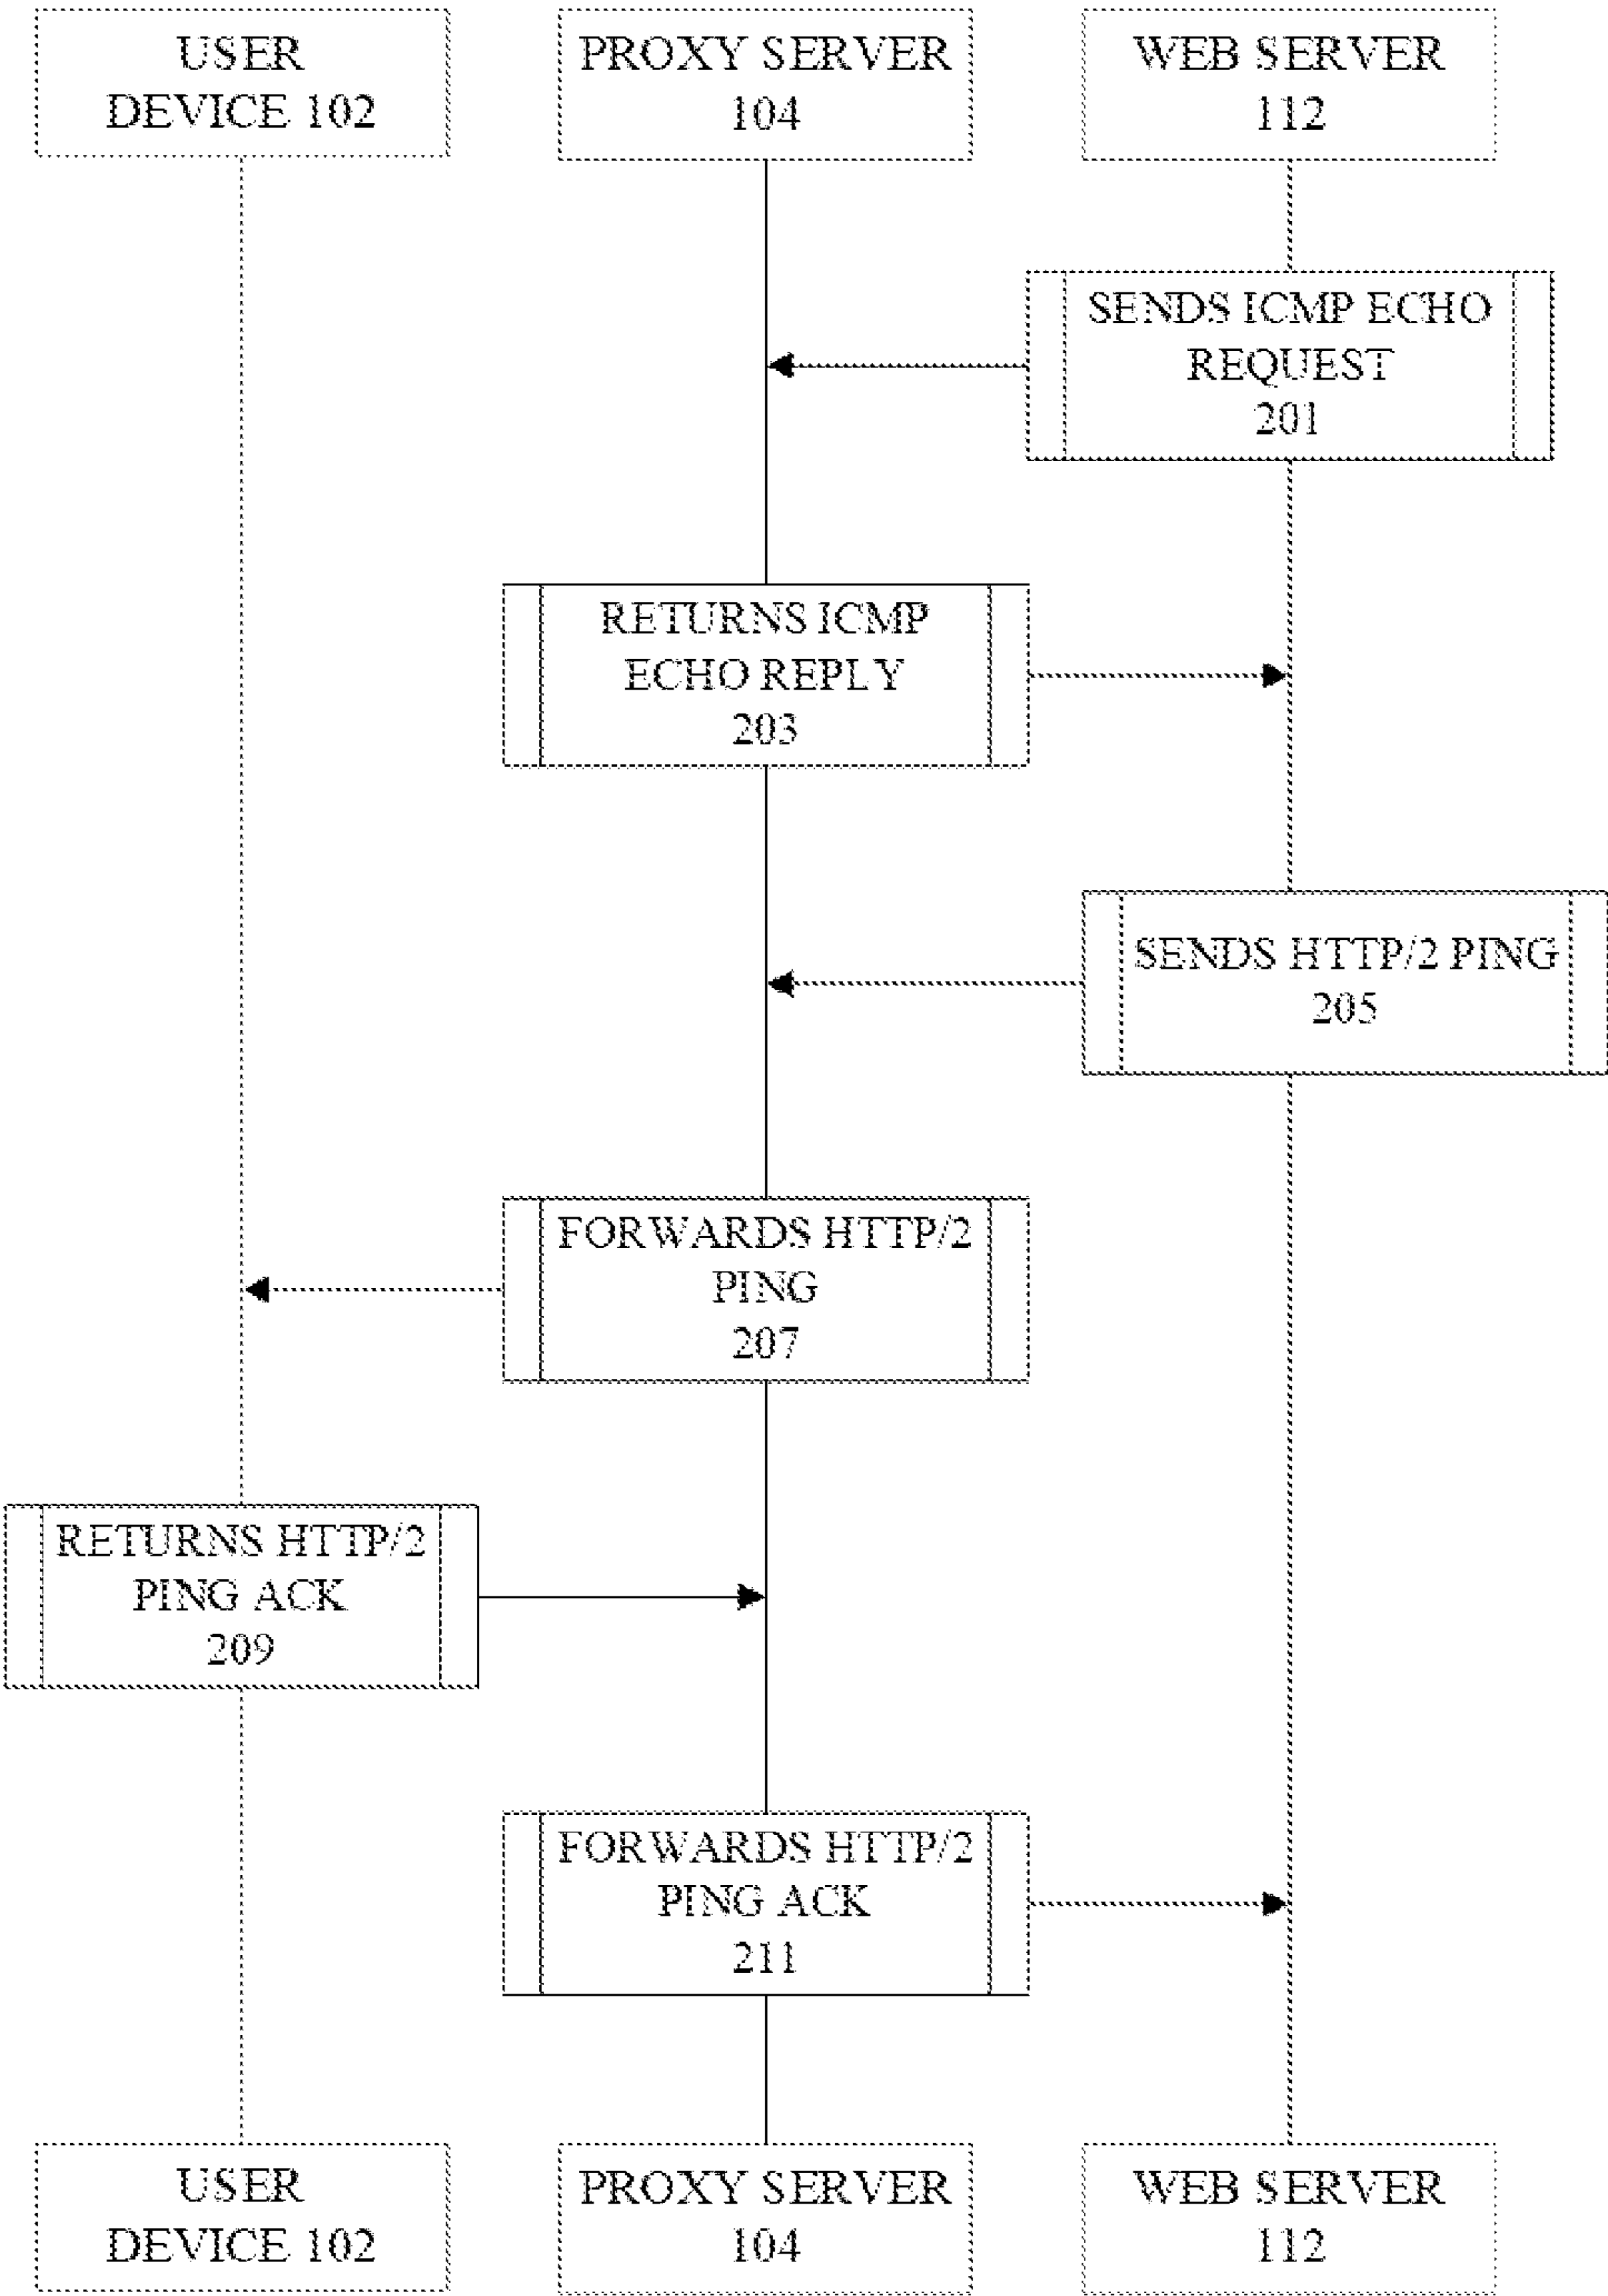 USER
DEVICE 102
PROXY SERVER
104
WEB SERVER
112
SENDS ICMP ECHO
REQUEST
201
RETURNS ICMP
ECHO REPLY
203
SENDS HTTP/2 PING
205
FORWARDS HTTP/2
PING
207
RETURNS HTTP/2
PING ACK
209
FORWARDS HTTP/2
PING ACK
211
USER
DEVICE 102
PROXY SERVER
104
WEB SERVER
112